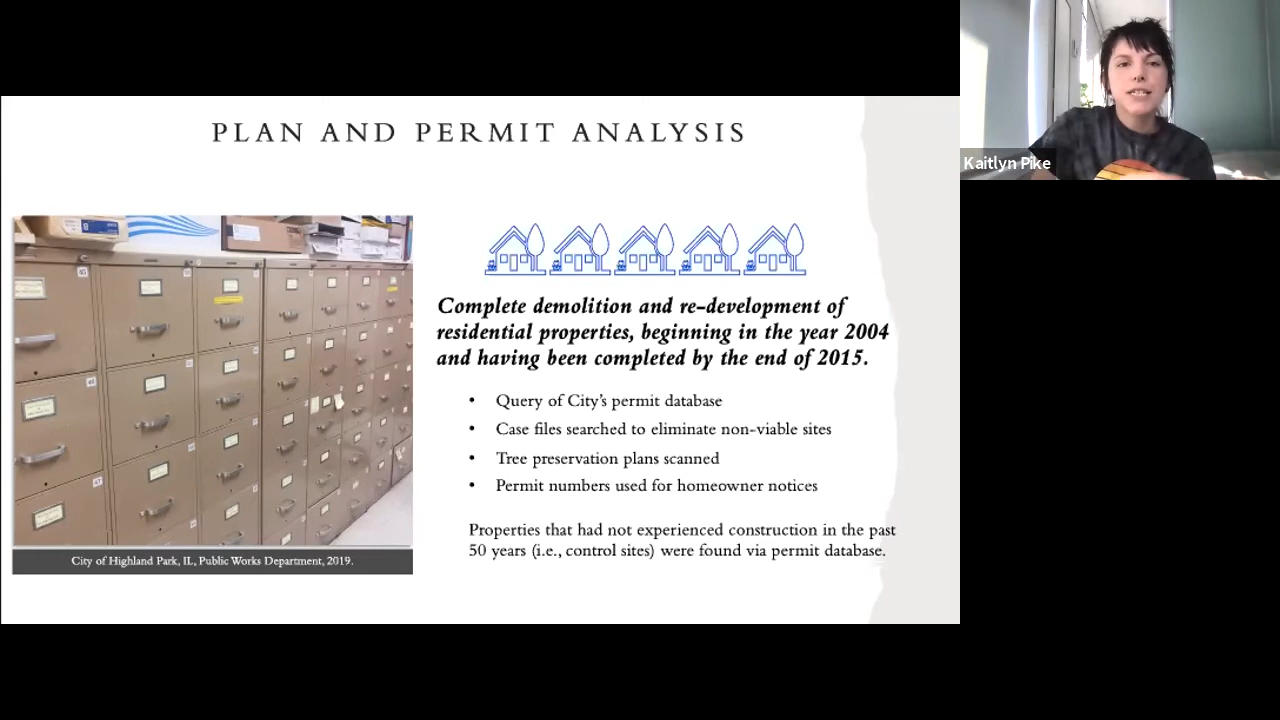 PLAN AND PERMIT ANALYSIS
Kaitlyn Pike
Complete demolition and re-development of
residential properties, beginning in the year 2004
and having been completed by the end of 2015.
• Query of City's permit database
• Case files searched to eliminate non-viable sites
• Tree preservation plans scanned
• Permit numbers used for homeowner notices
Properties that had not experienced construction in the past
50 years (i.e., control sites) were found via permit database.
City of Highland Park, IL, Public Works Department, 2019.